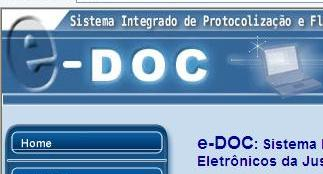 Sistema Integrado de Protocolização e Fl
e-DOC
Home
e-DOC: Sistema
Eletrônicos da Jus